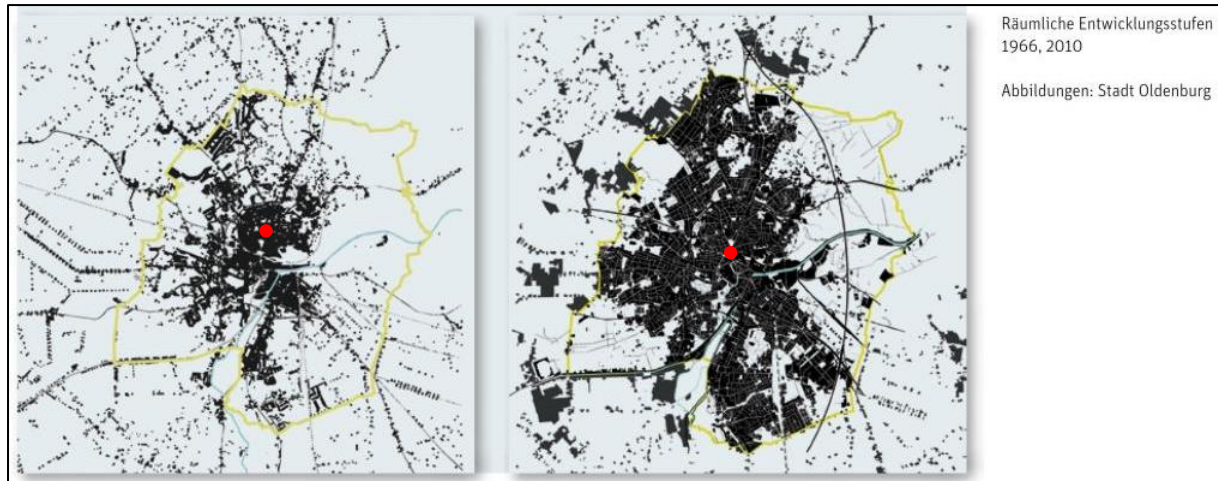 Räumliche Entwicklungsstufen
1966, 2010
Abbildungen: Stadt Oldenburg